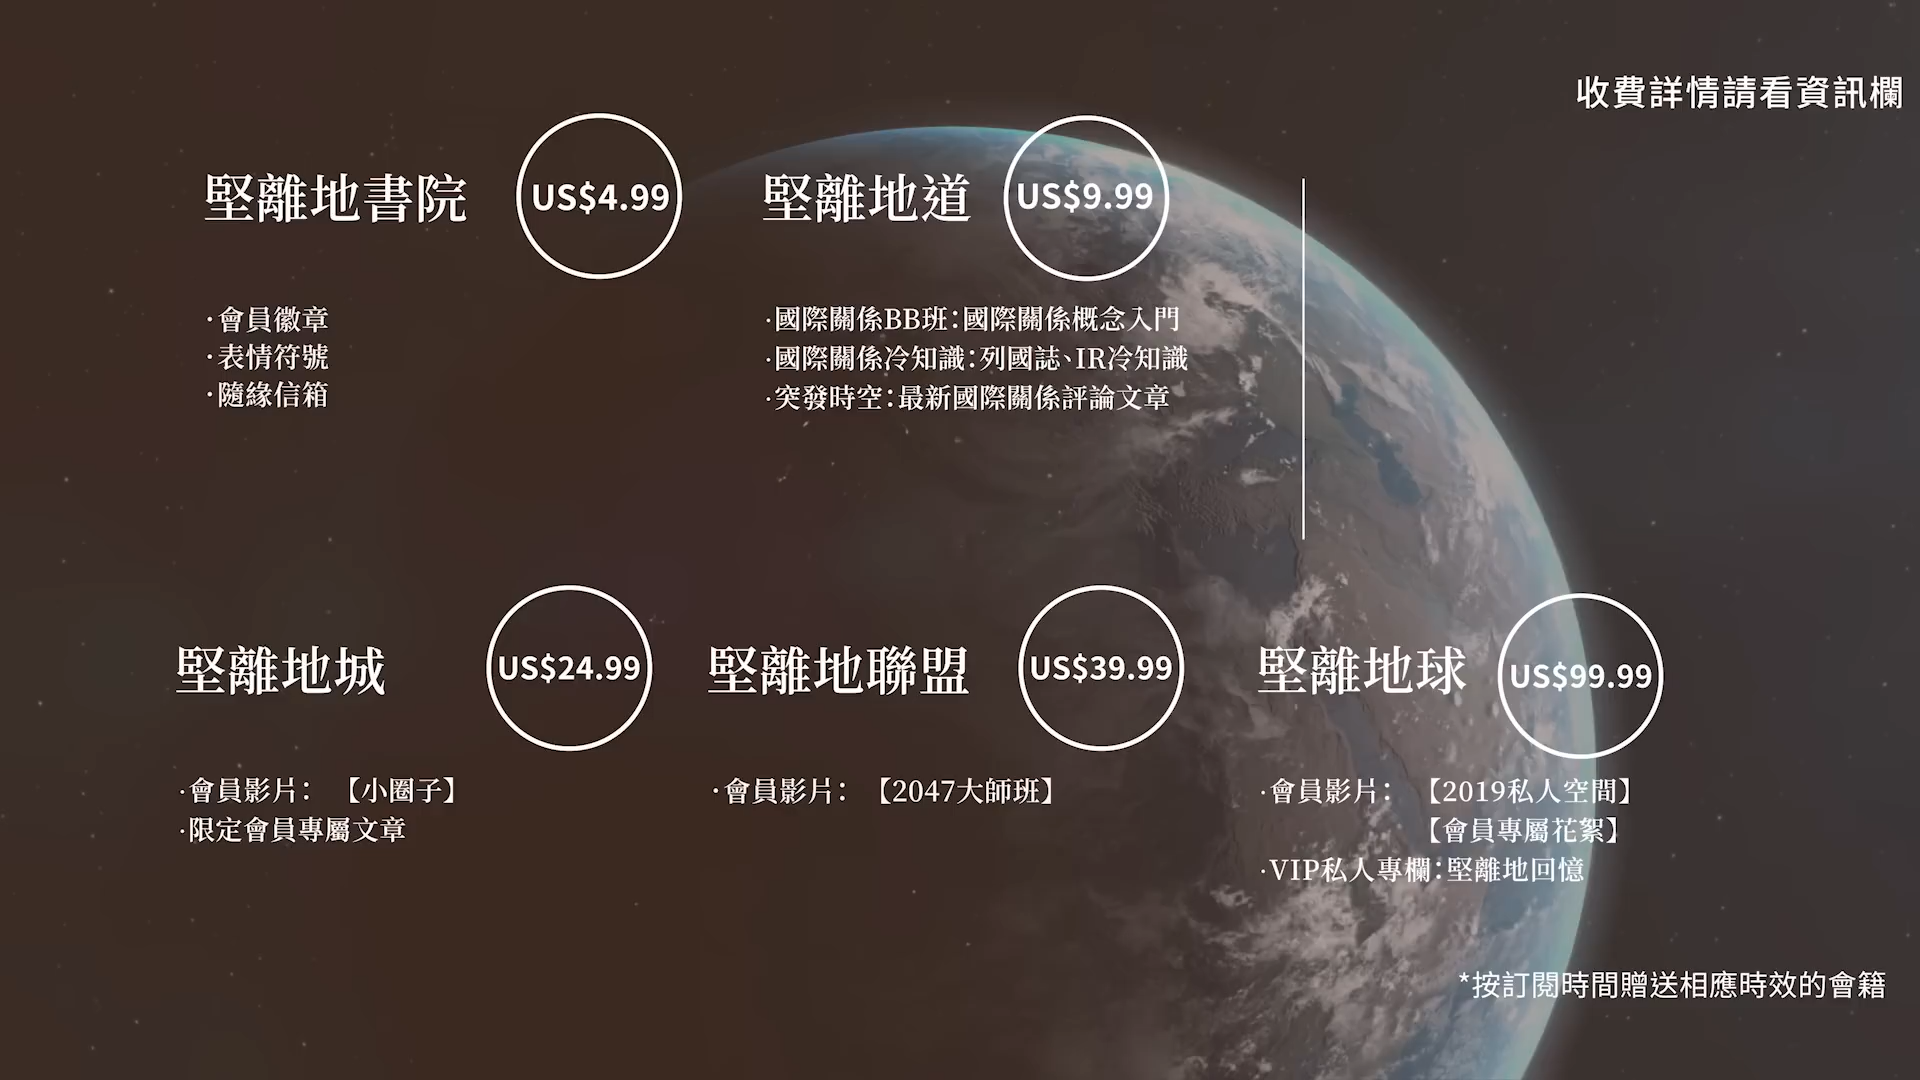 收費詳情請看資訊欄
堅離地書院
US$4.99
·會員徽章
·表情符號
·隨緣信箱
堅離地道
US$9.99
·國際關係BB班：國際關係概念入門
·國際關係冷知識：列國誌、IR冷知識
·突發時空：最新國際關係評論文章
堅離地城
US$24.99
·會員影片： 【小圈子】
·限定會員專屬文章
堅離地聯盟
US$39.99
·會員影片： 【2047大師班】
堅離地球
US$99.99
·會員影片： 【2019私人空間】
【會員專屬花絮】
·VIP私人專欄：堅離地回憶
*按訂閱時間贈送相應時效的會籍